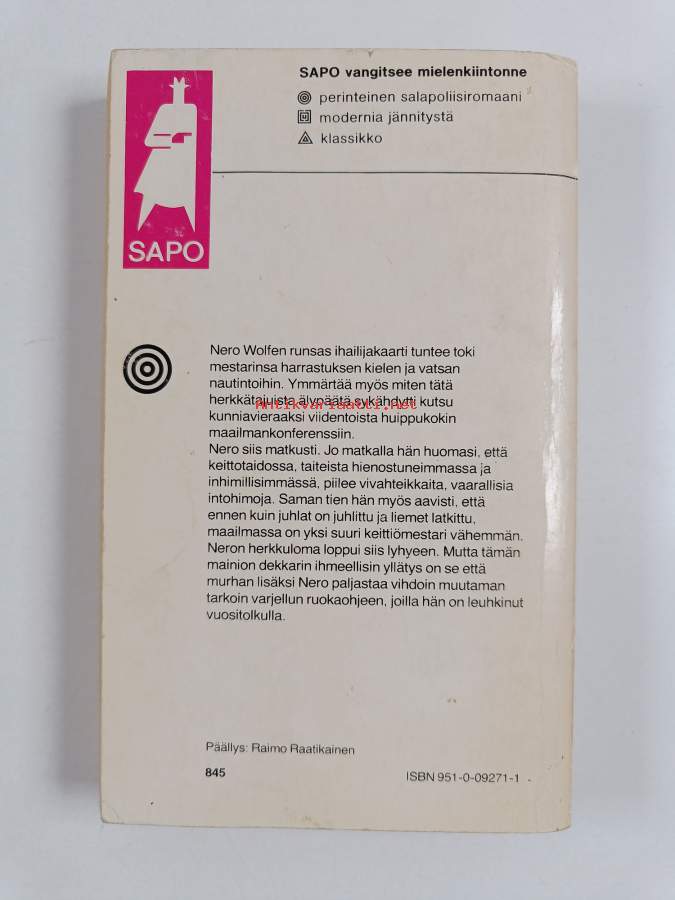 SAPO vangitsee mielenkiintonne
perinteinen salapoliisiromaani
modernia jännitystä
klassikko
SAPO
Nero Wolfen runsas ihailijakaarti tuntee toki
mestarinsa harrastuksen kielen ja vatsan
nautintoihin. Ymmärtää myös miten tätä
herkkätajuista älypäätä sykähdytti kutsu
Antikvariaatti.net
kunniavieraaksi viidentoista huippukokin
maailmankonferenssiin.
Nero siis matkusti. Jo matkalla hän huomasi, että
keittotaidossa, taiteista hienostuneimmassa ja
inhimillisimmässä, piilee vivahteikkaita, vaarallisia
intohimoja. Saman tien hän myös aavisti, että
ennen kuin juhlat on juhlittu ja liemet latkittu,
maailmassa on yksi suuri keittiömestari vähemmän.
Neron herkkuloma loppui siis lyhyeen. Mutta tämän
mainion dekkarin ihmeellisin yllätys on se että
murhan lisäksi Nero paljastaa vihdoin muutaman
tarkoin varjellun ruokaohjeen, joilla hän on leuhkinut
vuositolkulla.
Päällys: Raimo Raatikainen
845
ISBN 951-0-09271-1